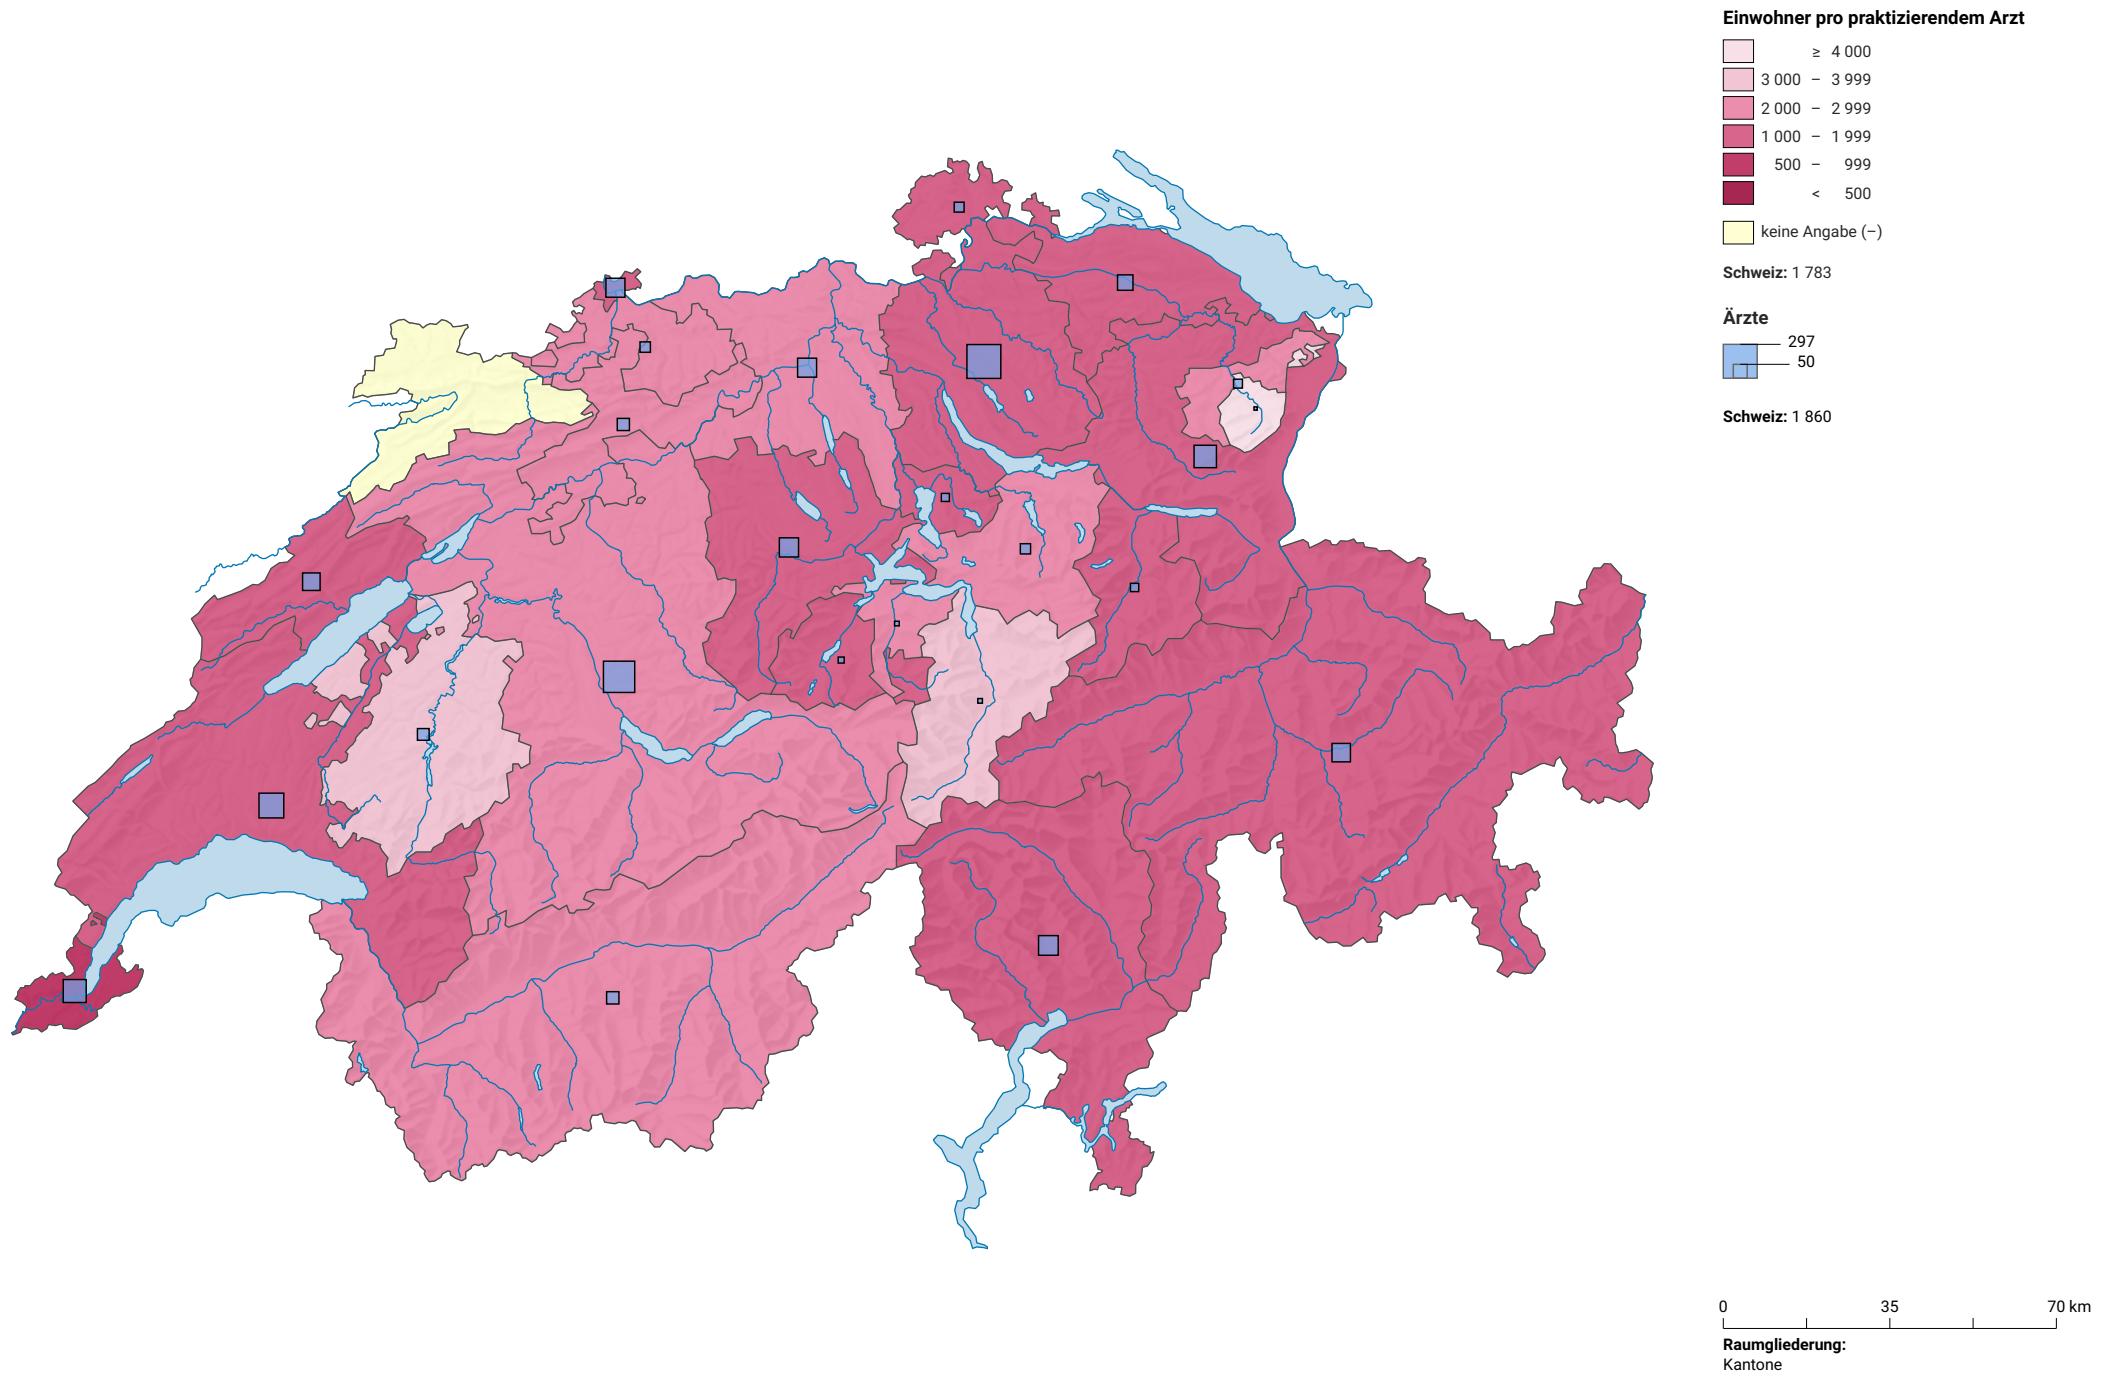 Einwohner pro praktizierendem Arzt
≥ 4 000
3 000 – 3 999
2 000 – 2 999
1 000 – 1 999
500 – 999
< 500
keine Angabe (–)
Schweiz: 1 783
Ärzte
297
50
Schweiz: 1 860
0 35 70 km
Raumgliederung:
Kantone